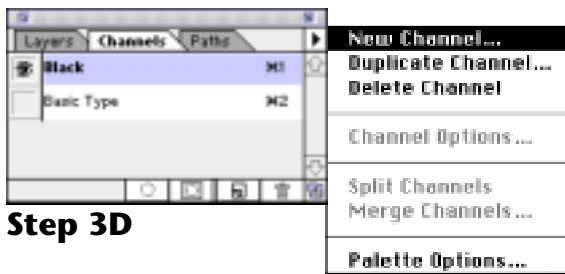 Layers Channels Paths
Black ⌘1
Basic Type ⌘2
Step 3D
New Channel...
Duplicate Channel...
Delete Channel
Channel Options...
Split Channels
Merge Channels...
Palette Options...